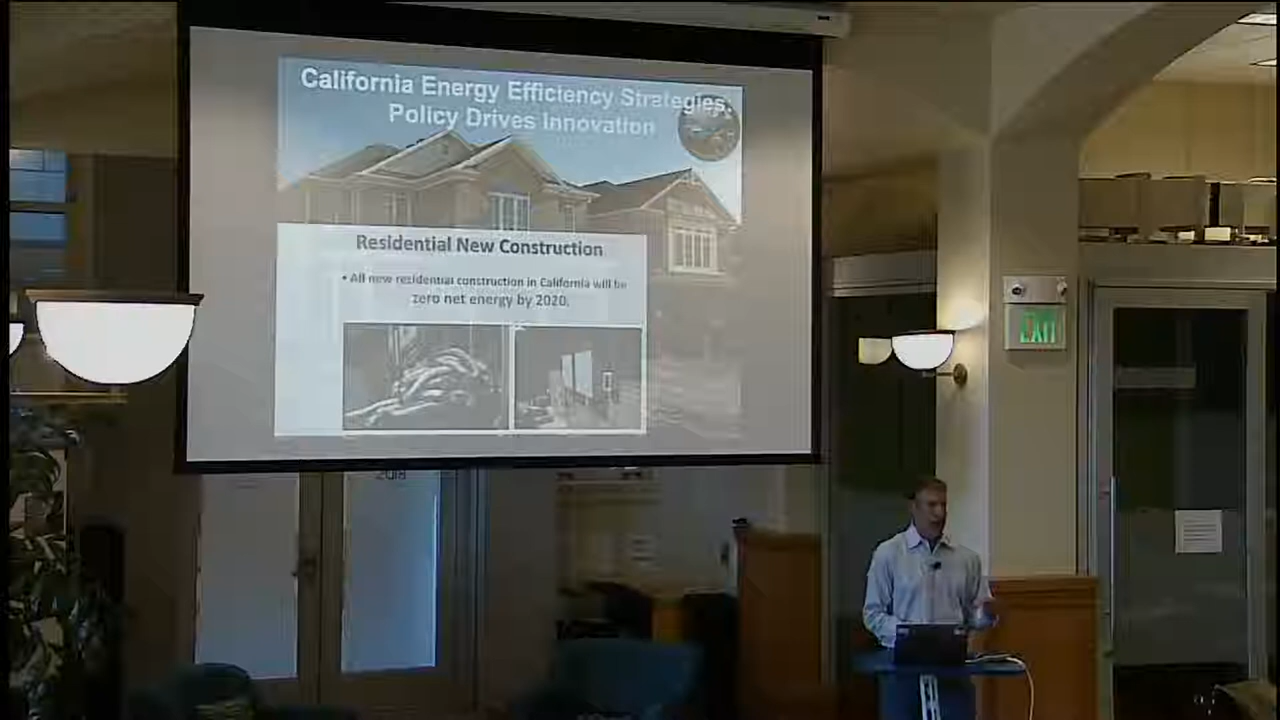 California Energy Efficiency Strategies,
Policy Drives Innovation
Residential New Construction
• All new residential construction in California will be
zero net energy by 2020.
EXIT
2018